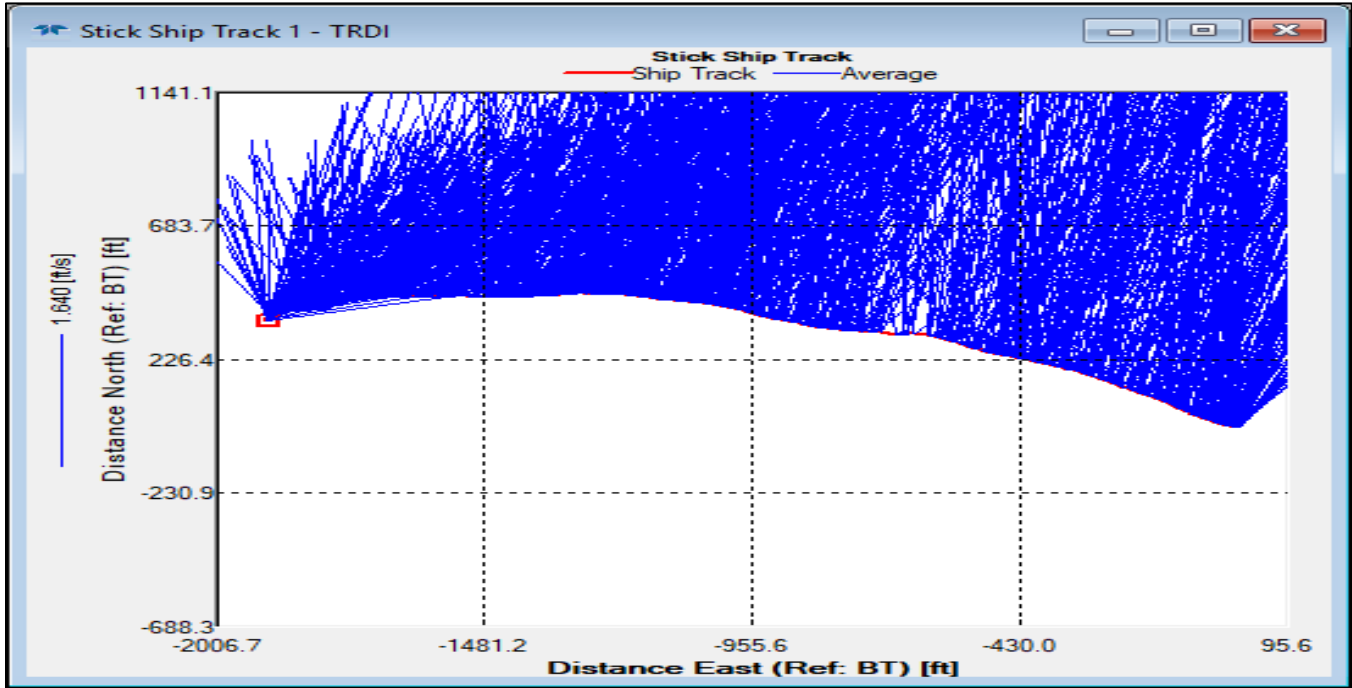 Stick Ship Track 1 - TRDI
Stick Ship Track
Ship Track Average
1141.1
683.7
226.4
-230.9
-688.3
1.640 [ft/s]
Distance North (Ref: BT) [ft]
-2006.7 -1481.2 -955.6 -430.0 95.6
Distance East (Ref: BT) [ft]